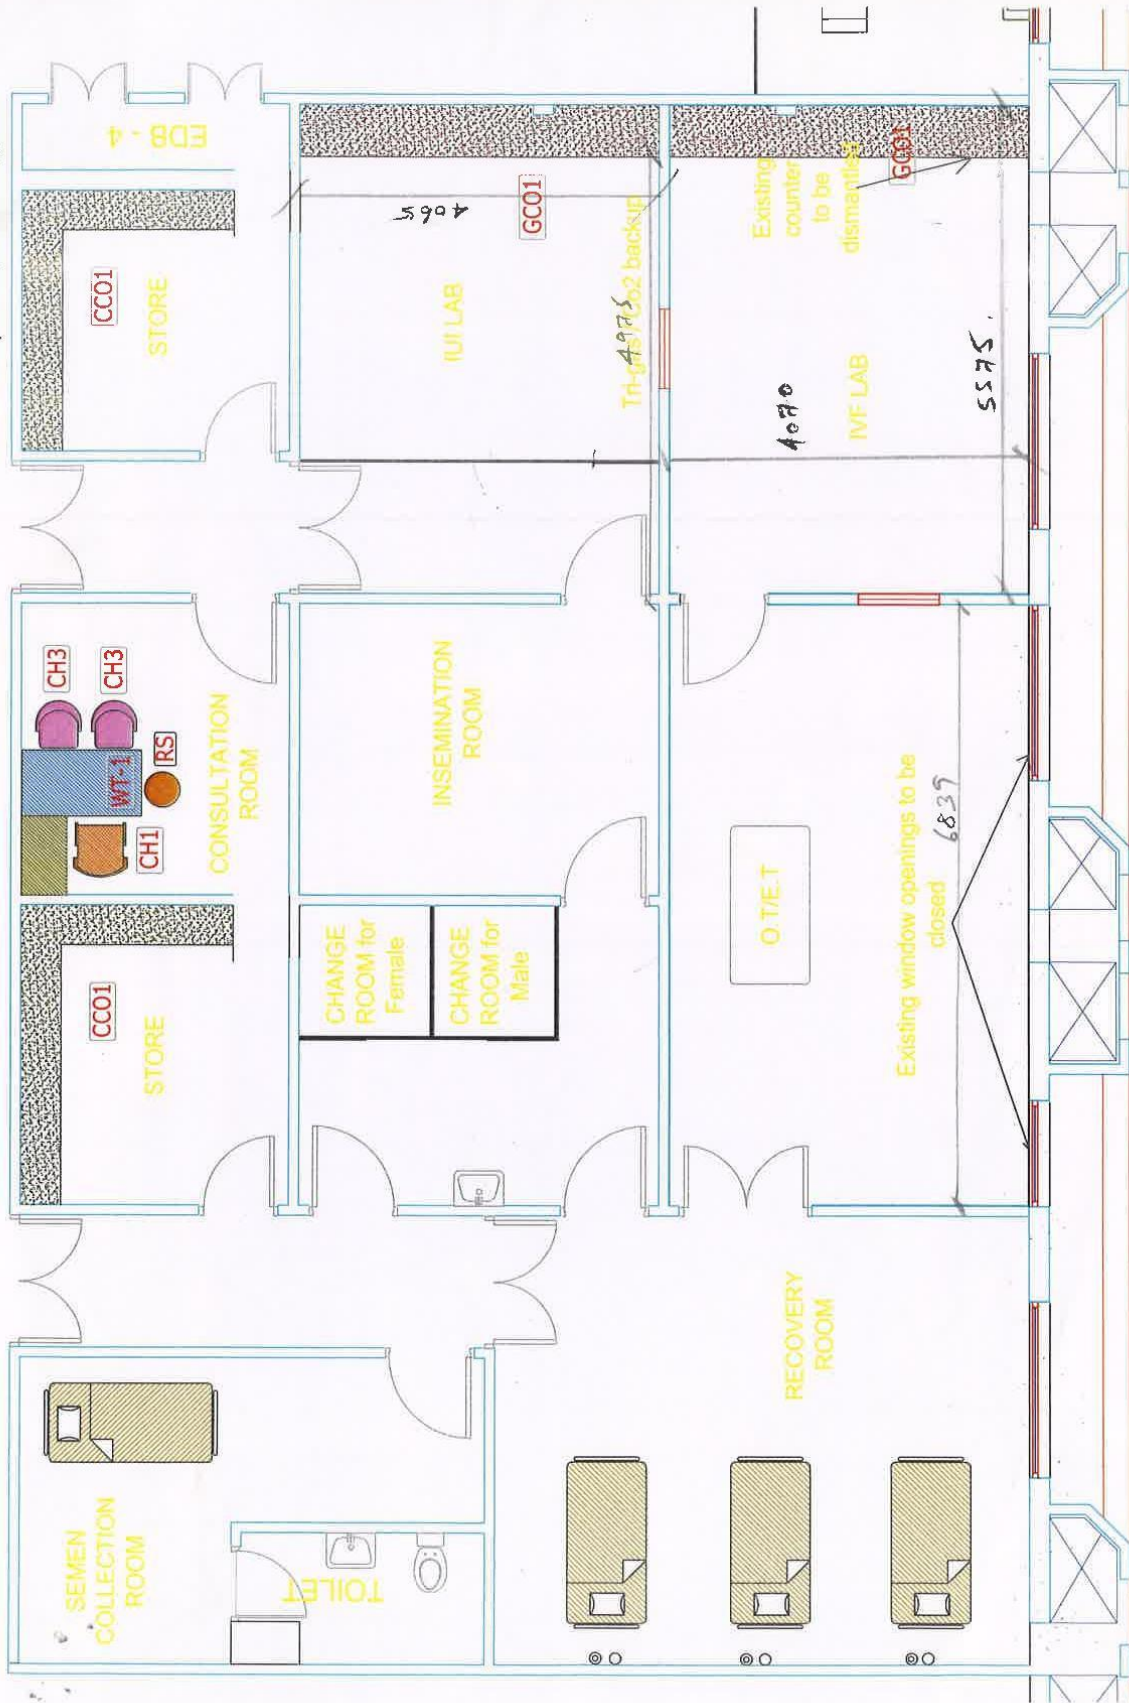 EDB - 4
CC01
STORE
4065
GC01
IUI LAB
Tri-gas / Co2 backup
4975
Existing
counter
to be
dismantled
GC01
4070
IVF LAB
5575.
CH3
CH3
WT-1
RS
CH1
CONSULTATION
ROOM
INSEMINATION
ROOM
CC01
STORE
CHANGE
ROOM for
Female
CHANGE
ROOM for
Male
O.T/E.T
Existing window openings to be
closed
6839
SEMEN
COLLECTION
ROOM
TOILET
RECOVERY
ROOM